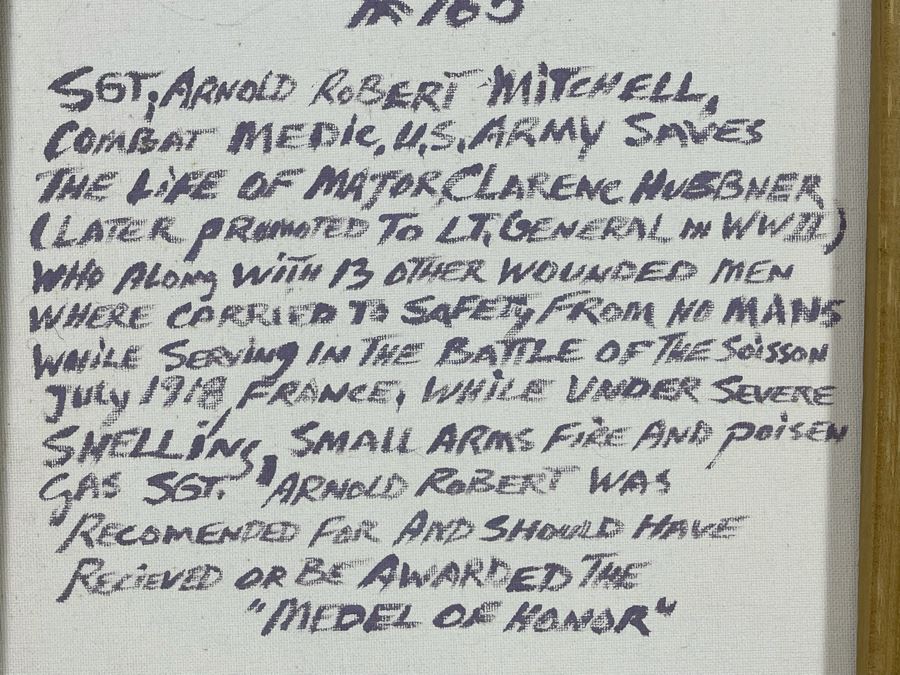 # 185
SGT, ARNOLD ROBERT MITCHELL,
COMBAT MEDIC, U.S. ARMY SAVES
THE LIFE OF MAJOR CLARENC HUBBNER
(LATER PROMOTED TO LT, GENERAL IN WWII)
WHO ALONG WITH 13 OTHER WOUNDED MEN
WHERE CARRIED TO SAFETY FROM NO MANS
WHILE SERVING IN THE BATTLE OF THE SOISSON
July 1918, FRANCE, WHILE UNDER SEVERE
SHELLING, SMALL ARMS FIRE AND POISEN
GAS SGT. ARNOLD ROBERT WAS
RECOMENDED FOR AND SHOULD HAVE
RECIEVED OR BE AWARDED THE
"MEDEL OF HONOR"